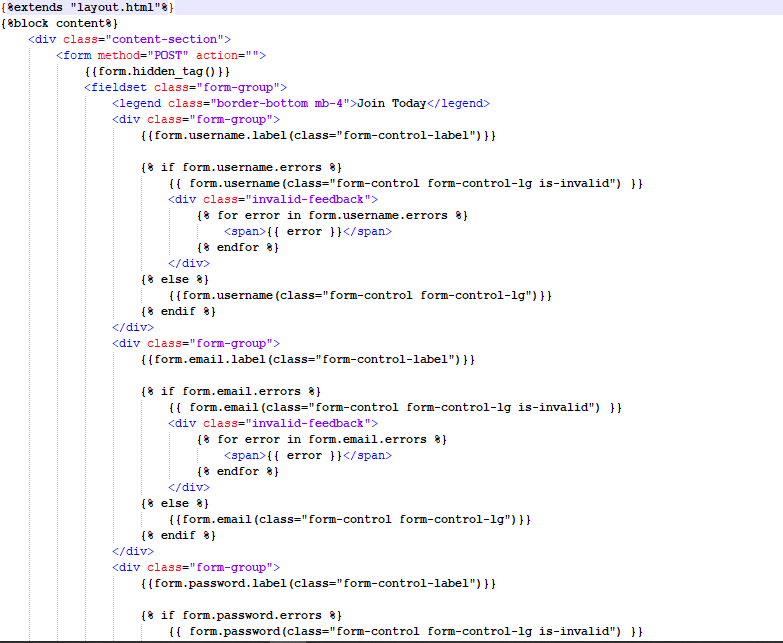 {%extends "layout.html"%}
{%block content%}
<div class="content-section">
<form method="POST" action="">
{{form.hidden_tag()}}
<fieldset class="form-group">
<legend class="border-bottom mb-4">Join Today</legend>
<div class="form-group">
{{form.username.label(class="form-control-label")}}
{% if form.username.errors %}
{{ form.username(class="form-control form-control-lg is-invalid") }}
<div class="invalid-feedback">
{% for error in form.username.errors %}
<span>{{ error }}</span>
{% endfor %}
</div>
{% else %}
{{form.username(class="form-control form-control-lg")}}
{% endif %}
</div>
<div class="form-group">
{{form.email.label(class="form-control-label")}}
{% if form.email.errors %}
{{ form.email(class="form-control form-control-lg is-invalid") }}
<div class="invalid-feedback">
{% for error in form.email.errors %}
<span>{{ error }}</span>
{% endfor %}
</div>
{% else %}
{{form.email(class="form-control form-control-lg")}}
{% endif %}
</div>
<div class="form-group">
{{form.password.label(class="form-control-label")}}
{% if form.password.errors %}
{{ form.password(class="form-control form-control-lg is-invalid") }}